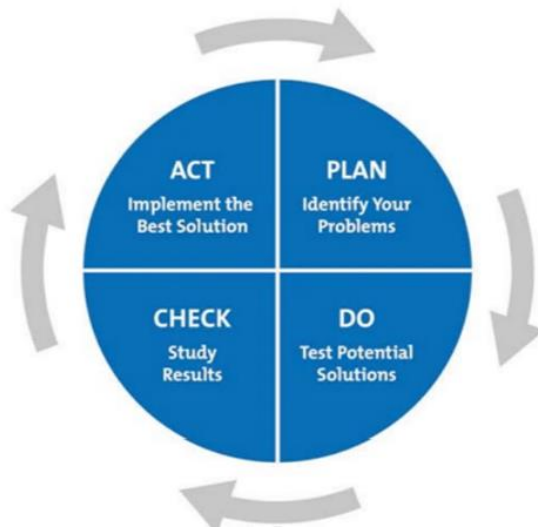 ACT
Implement the
Best Solution
PLAN
Identify Your
Problems
CHECK
Study
Results
DO
Test Potential
Solutions